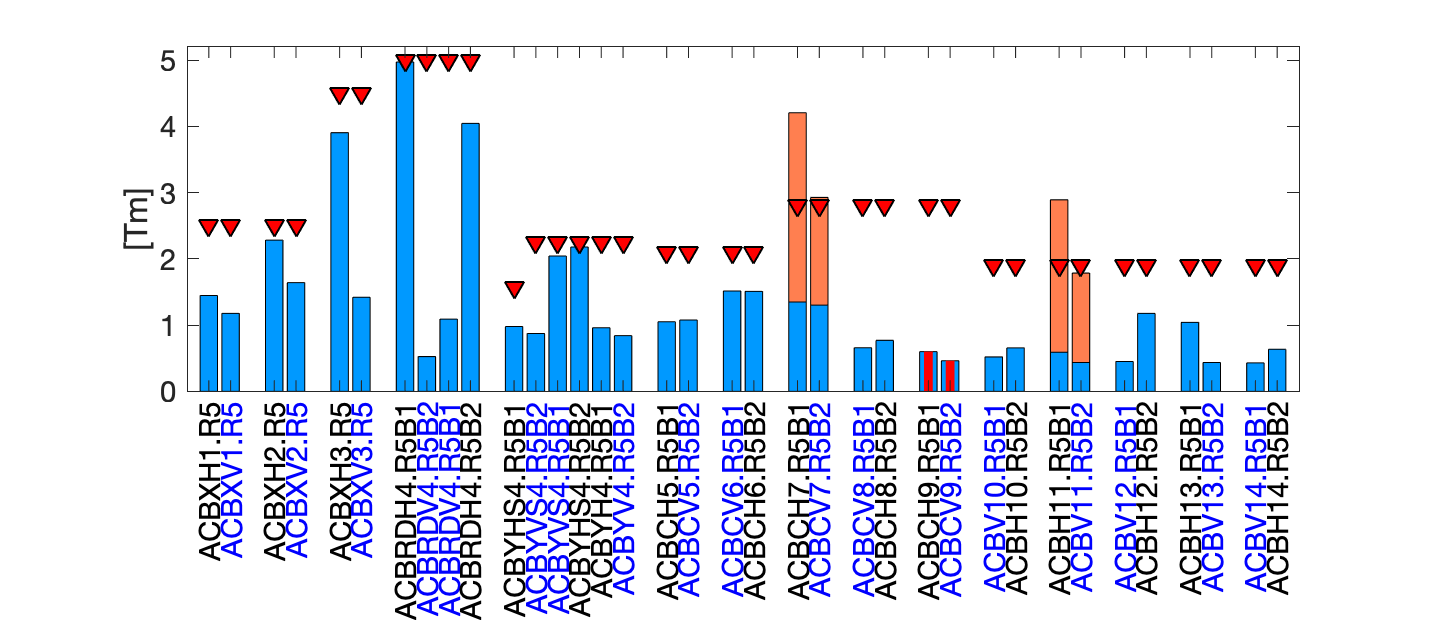 [Tm]
5
4
3
2
1
0
ACBXH1.R5
ACBXV1.R5
ACBXH2.R5
ACBXV2.R5
ACBXH3.R5
ACBXV3.R5
ACBRDH4.R5B1
ACBRDV4.R5B2
ACBRDV4.R5B1
ACBRDH4.R5B2
ACBYHS4.R5B1
ACBYVS4.R5B2
ACBYVS4.R5B1
ACBYHS4.R5B2
ACBYH4.R5B1
ACBYV4.R5B2
ACBCH5.R5B1
ACBCV5.R5B2
ACBCV6.R5B1
ACBCH6.R5B2
ACBCH7.R5B1
ACBCV7.R5B2
ACBCV8.R5B1
ACBCH8.R5B2
ACBCH9.R5B1
ACBCV9.R5B2
ACBV10.R5B1
ACBH10.R5B2
ACBH11.R5B1
ACBV11.R5B2
ACBV12.R5B1
ACBH12.R5B2
ACBH13.R5B1
ACBV13.R5B2
ACBV14.R5B1
ACBH14.R5B2